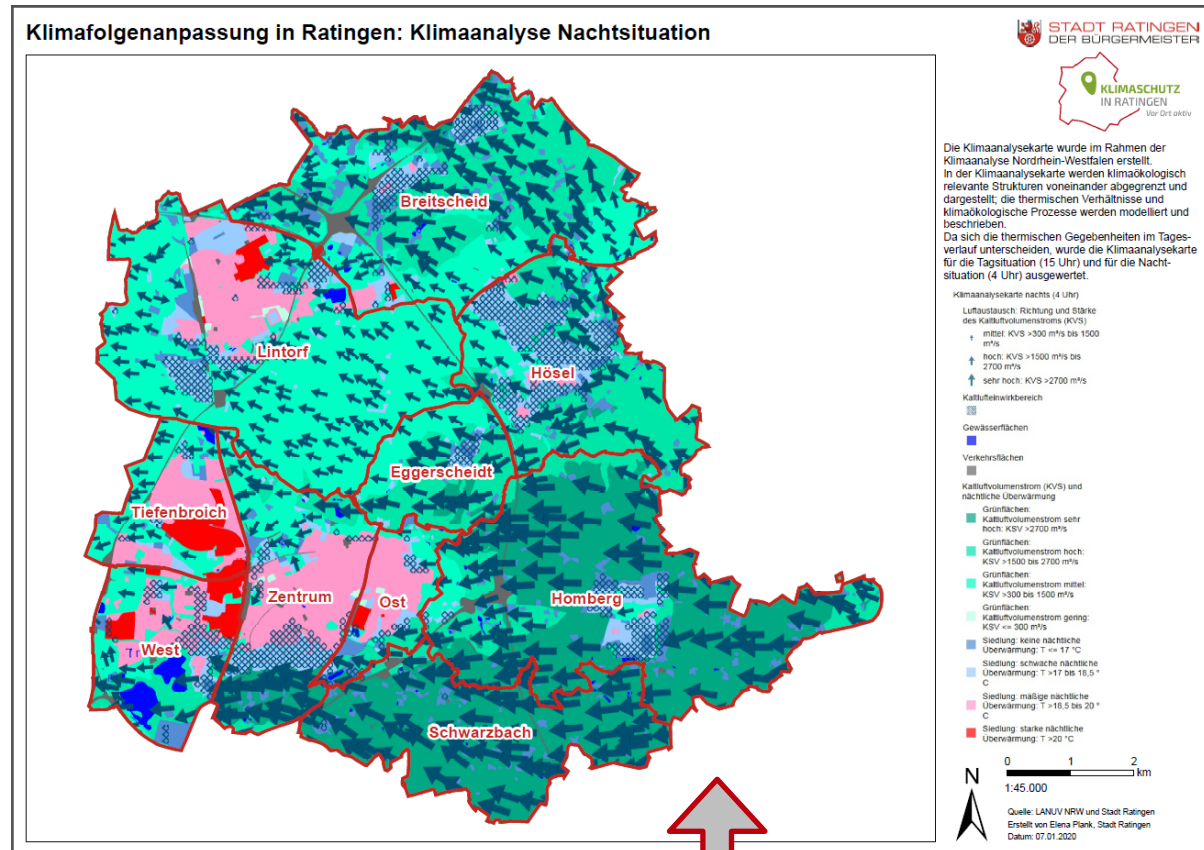 Klimafolgenanpassung in Ratingen: Klimaanalyse Nachtsituation
STADT RATINGEN
DER BÜRGERMEISTER
KLIMASCHUTZ
IN RATINGEN
Vor Ort aktiv
Die Klimaanalysekarte wurde im Rahmen der
Klimaanalyse Nordrhein-Westfalen erstellt.
In der Klimaanalysekarte werden klimaökologisch
relevante Strukturen voneinander abgegrenzt und
dargestellt; die thermischen Verhältnisse und
klimaökologische Prozesse werden modelliert und
beschrieben.
Da sich die thermischen Gegebenheiten im Tages-
verlauf unterscheiden, wurde die Klimaanalysekarte
für die Tagsituation (15 Uhr) und für die Nacht-
situation (4 Uhr) ausgewertet.
Klimaanalysekarte nachts (4 Uhr)
Luftaustausch: Richtung und Stärke
des Kaltluftvolumenstroms (KVS)
mittel: KVS >300 m³/s bis 1500
m³/s
hoch: KVS >1500 m³/s bis
2700 m³/s
sehr hoch: KVS >2700 m³/s
Kaltlufteinwirkbereich
Gewässerflächen
Verkehrsflächen
Kaltluftvolumenstrom (KVS) und
nächtliche Überwärmung
Grünflächen:
Kaltluftvolumenstrom sehr
hoch: KSV >2700 m³/s
Grünflächen:
Kaltluftvolumenstrom hoch:
KSV >1500 bis 2700 m³/s
Grünflächen:
Kaltluftvolumenstrom mittel:
KSV >300 bis 1500 m³/s
Grünflächen:
Kaltluftvolumenstrom gering:
KSV <= 300 m³/s
Siedlung: keine nächtliche
Überwärmung: T <= 17 °C
Siedlung: schwache nächtliche
Überwärmung: T >17 bis 18,5 °
C
Siedlung: mäßige nächtliche
Überwärmung: T >18,5 bis 20 °
C
Siedlung: starke nächtliche
Überwärmung: T >20 °C
Breitscheid
Lintorf
Hösel
Eggerscheidt
Tiefenbroich
Zentrum
Ost
Homberg
West
Schwarzbach
N
0 1 2
km
1:45.000
Quelle: LANUV NRW und Stadt Ratingen
Erstellt von Elena Plank, Stadt Ratingen
Datum: 07.01.2020